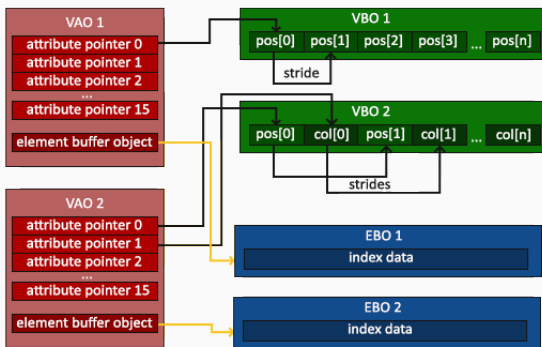 VAO 1
attribute pointer 0
attribute pointer 1
attribute pointer 2
...
attribute pointer 15
element buffer object
VBO 1
pos[0] pos[1] pos[2] pos[3] ... pos[n]
stride
VBO 2
pos[0] col[0] pos[1] col[1] ... col[n]
strides
VAO 2
attribute pointer 0
attribute pointer 1
attribute pointer 2
...
attribute pointer 15
element buffer object
EBO 1
index data
EBO 2
index data